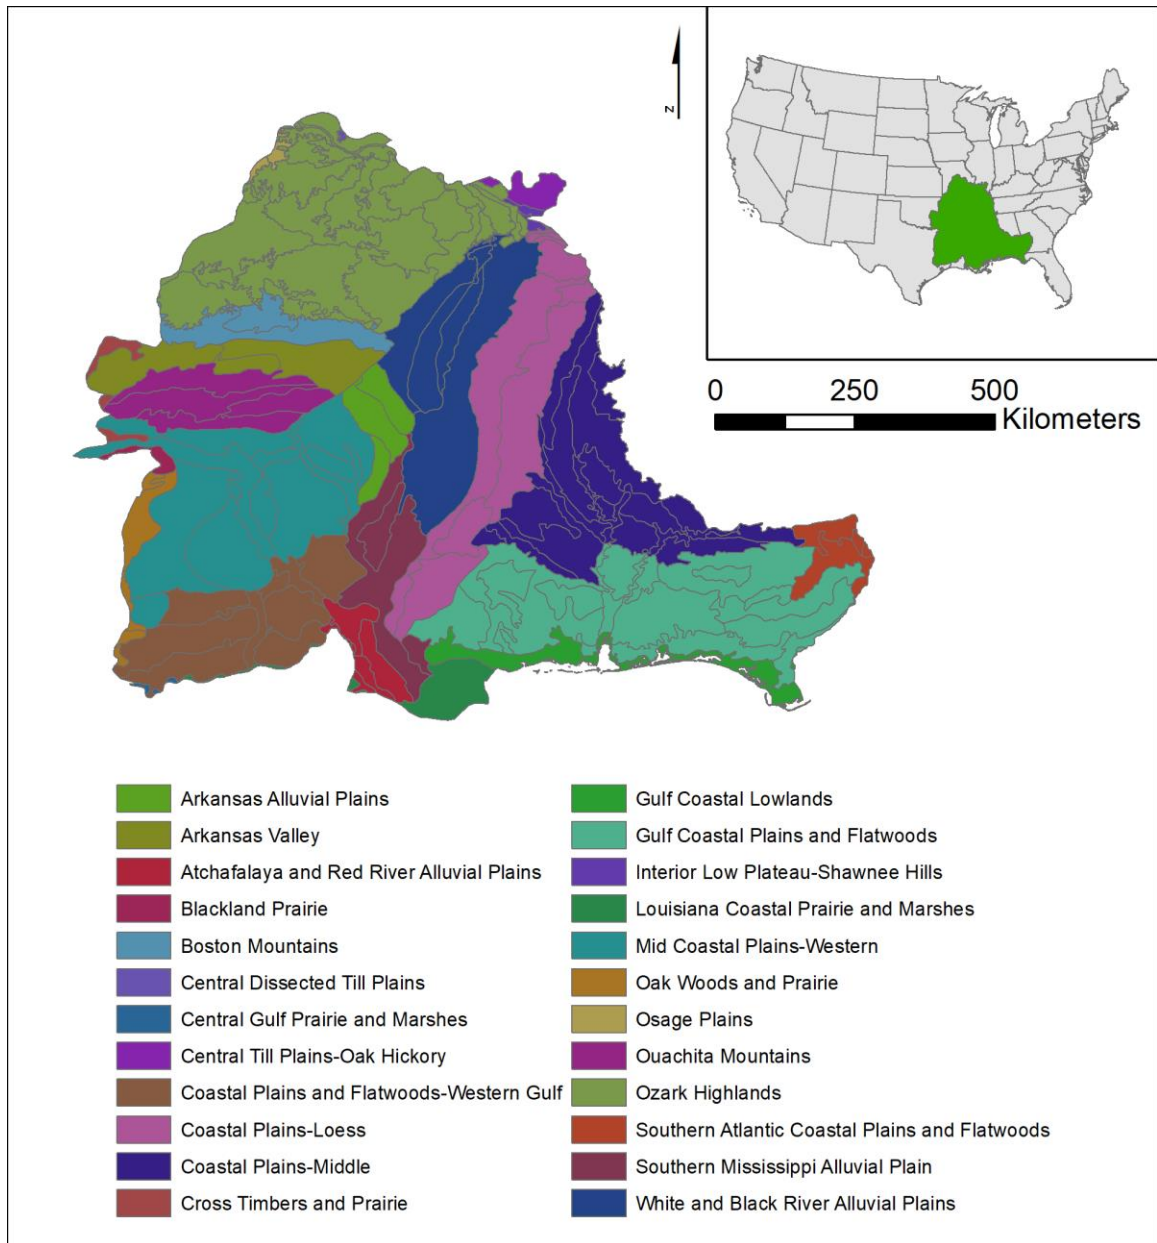 N
0 250 500
Kilometers
Arkansas Alluvial Plains
Arkansas Valley
Atchafalaya and Red River Alluvial Plains
Blackland Prairie
Boston Mountains
Central Dissected Till Plains
Central Gulf Prairie and Marshes
Central Till Plains-Oak Hickory
Coastal Plains and Flatwoods-Western Gulf
Coastal Plains-Loess
Coastal Plains-Middle
Cross Timbers and Prairie
Gulf Coastal Lowlands
Gulf Coastal Plains and Flatwoods
Interior Low Plateau-Shawnee Hills
Louisiana Coastal Prairie and Marshes
Mid Coastal Plains-Western
Oak Woods and Prairie
Osage Plains
Ouachita Mountains
Ozark Highlands
Southern Atlantic Coastal Plains and Flatwoods
Southern Mississippi Alluvial Plain
White and Black River Alluvial Plains